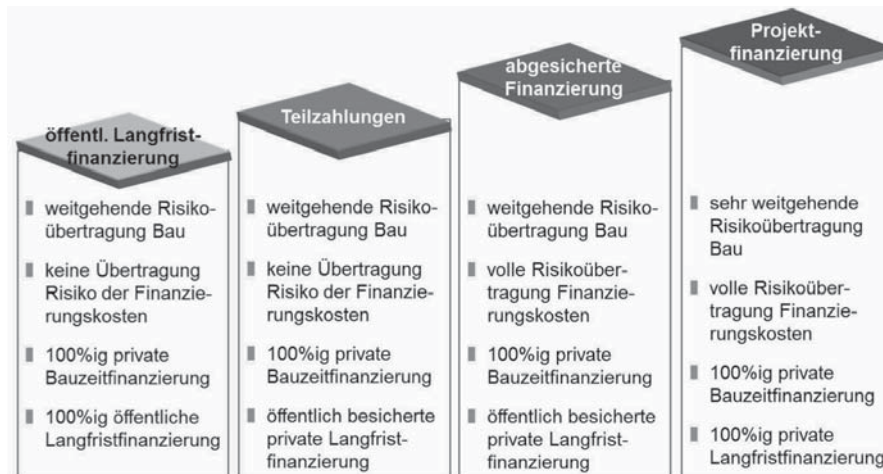 öffentl. Langfrist-
finanzierung
weitgehende Risiko-
übertragung Bau
keine Übertragung
Risiko der Finanzie-
rungskosten
100%ig private
Bauzeitfinanzierung
100%ig öffentliche
Langfristfinanzierung
Teilzahlungen
weitgehende Risiko-
übertragung Bau
keine Übertragung
Risiko der Finanzie-
rungskosten
100%ig private
Bauzeitfinanzierung
öffentlich besicherte
private Langfrist-
finanzierung
abgesicherte
Finanzierung
weitgehende Risiko-
übertragung Bau
volle Risikoüber-
tragung Finanzie-
rungskosten
100%ig private
Bauzeitfinanzierung
öffentlich besicherte
private Langfrist-
finanzierung
Projekt-
finanzierung
sehr weitgehende
Risikoübertragung
Bau
volle Risikoüber-
tragung Finanzie-
rungskosten
100%ig private
Bauzeitfinanzierung
100%ig private
Langfristfinanzierung